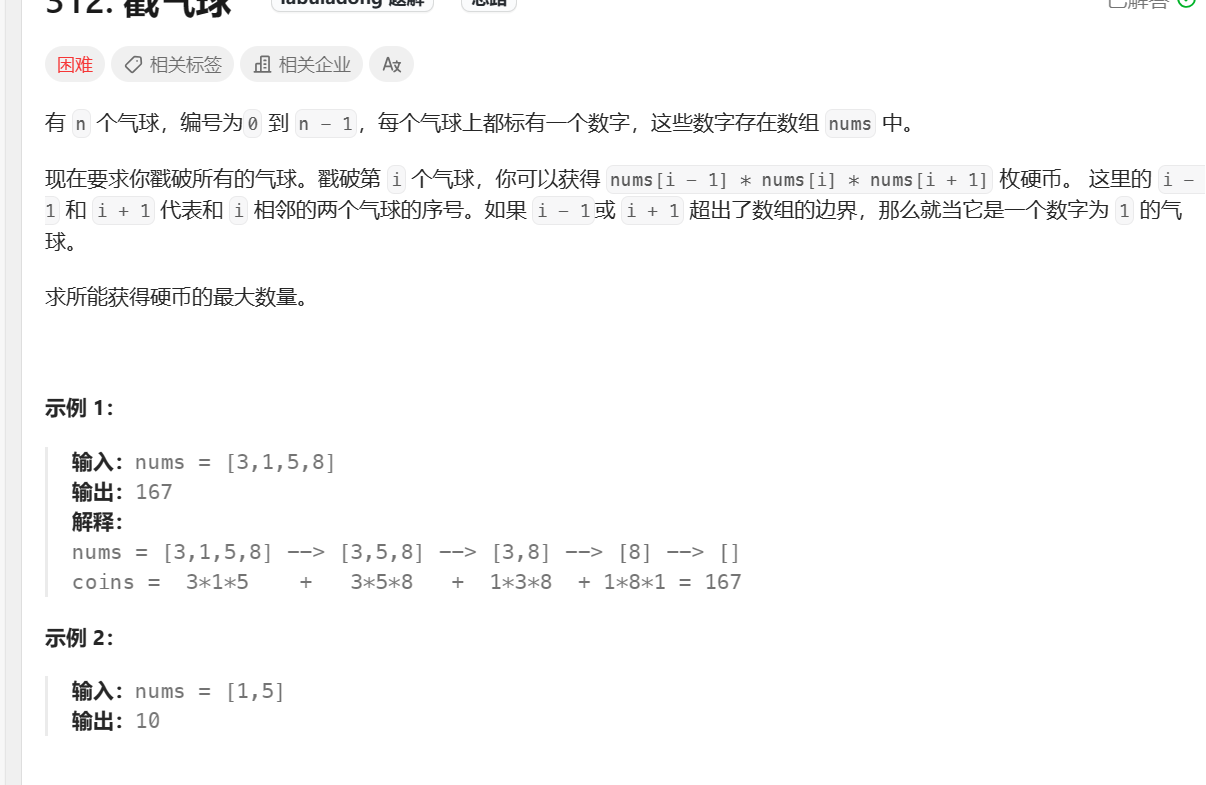 312. 戳气球 labuladong 题解 思路 已解答
困难 相关标签 相关企业 Aあ
有 n 个气球，编号为0 到 n - 1，每个气球上都标有一个数字，这些数字存在数组 nums 中。
现在要求你戳破所有的气球。戳破第 i 个气球，你可以获得 nums[i - 1] * nums[i] * nums[i + 1] 枚硬币。 这里的 i -
1 和 i + 1 代表和 i 相邻的两个气球的序号。如果 i - 1或 i + 1 超出了数组的边界，那么就当它是一个数字为 1 的气
球。
求所能获得硬币的最大数量。
示例 1：
输入：nums = [3,1,5,8]
输出：167
解释：
nums = [3,1,5,8] --> [3,5,8] --> [3,8] --> [8] --> []
coins =  3*1*5    +   3*5*8   +  1*3*8  + 1*8*1 = 167
示例 2：
输入：nums = [1,5]
输出：10